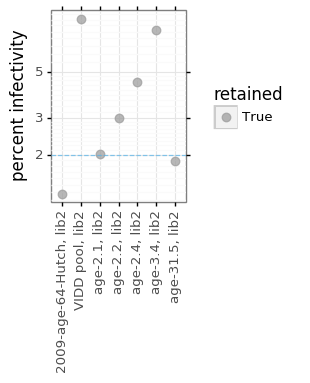 percent infectivity
5
3
2
2009-age-64-Hutch, lib2
VIDD pool, lib2
age-2.1, lib2
age-2.2, lib2
age-2.4, lib2
age-3.4, lib2
age-31.5, lib2
retained
True